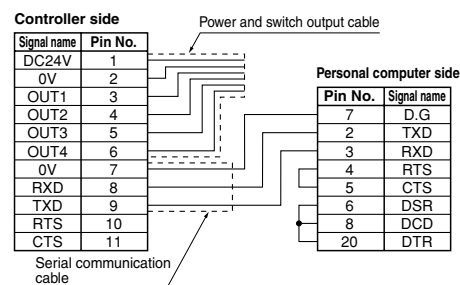 Controller side
Power and switch output cable
Signal name Pin No.
DC24V 1
0V 2
OUT1 3
OUT2 4
OUT3 5
OUT4 6
0V 7
RXD 8
TXD 9
RTS 10
CTS 11
Serial communication
cable
Personal computer side
Pin No. Signal name
7 D.G
2 TXD
3 RXD
4 RTS
5 CTS
6 DSR
8 DCD
20 DTR